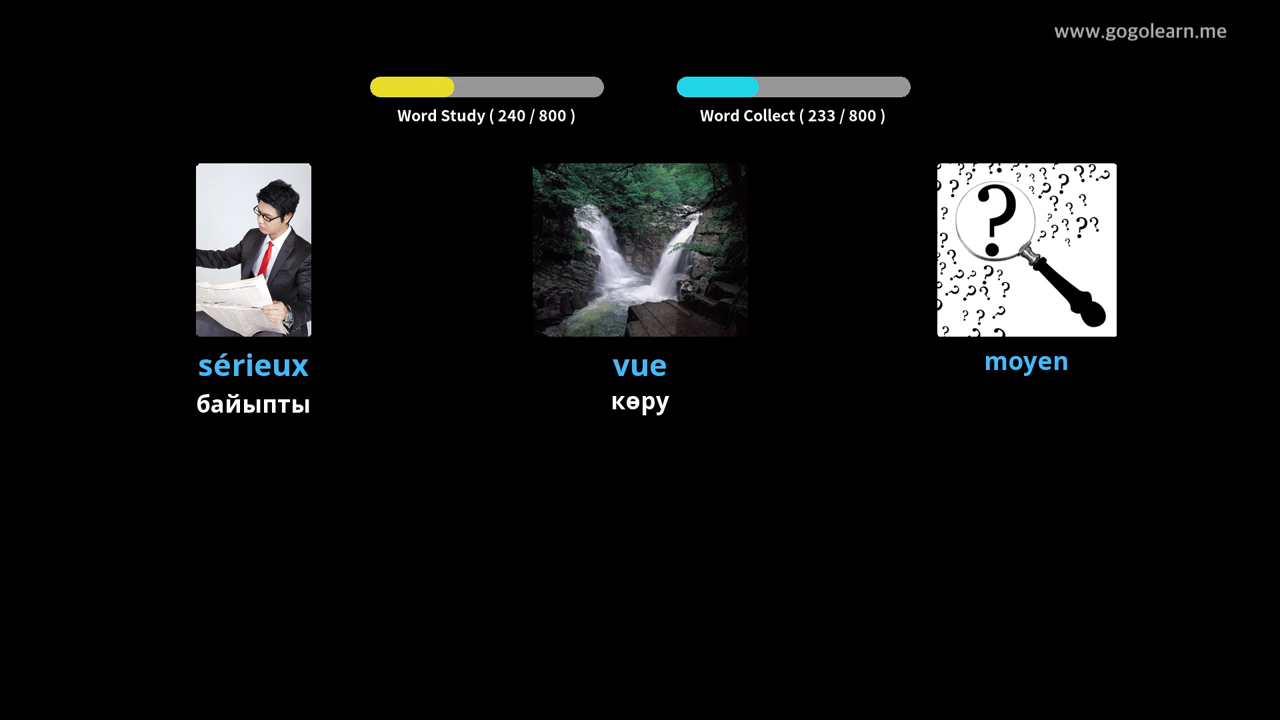 www.gogolearn.me
Word Study ( 240 / 800 )
Word Collect ( 233 / 800 )
sérieux
байыпты
vue
көру
moyen